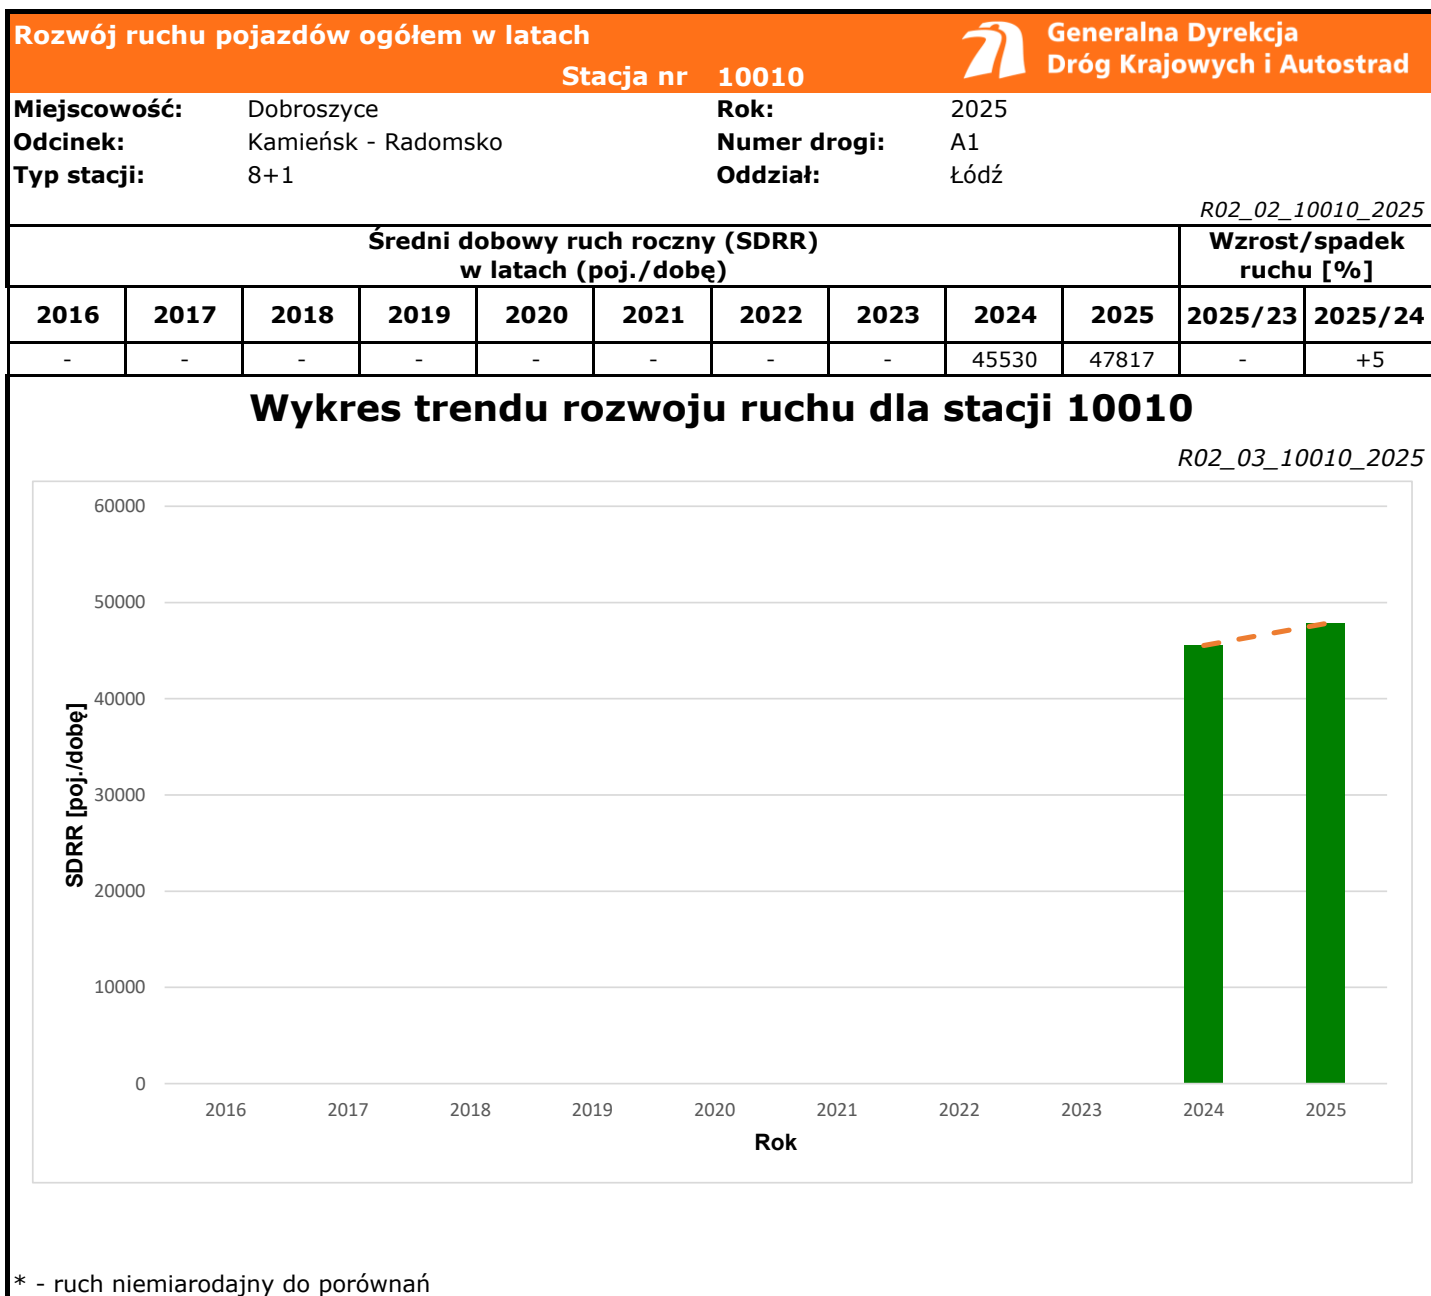 Rozwój ruchu pojazdów ogółem w latach
Generalna Dyrekcja
Dróg Krajowych i Autostrad
Stacja nr 10010
Miejscowość: Dobroszyce Rok: 2025
Odcinek: Kamieńsk - Radomsko Numer drogi: A1
Typ stacji: 8+1 Oddział: Łódź
R02_02_10010_2025
Średni dobowy ruch roczny (SDRR)
w latach (poj./dobę)
Wzrost/spadek
ruchu [%]
2016 2017 2018 2019 2020 2021 2022 2023 2024 2025 2025/23 2025/24
- - - - - - - - 45530 47817 - +5
Wykres trendu rozwoju ruchu dla stacji 10010
R02_03_10010_2025
60000
50000
40000
30000
20000
10000
0
SDRR [poj./dobę]
2016 2017 2018 2019 2020 2021 2022 2023 2024 2025
Rok
* - ruch niemiarodajny do porównań